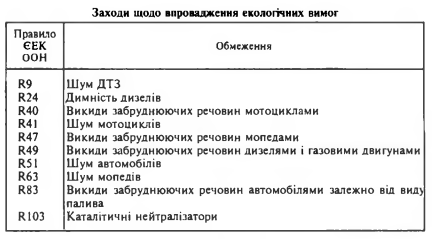 Заходи щодо впровадження екологічних вимог
Правило
ЄЕК
ООН
Обмеження
R9 Шум ДТЗ
R24 Димність дизелів
R40 Викиди забруднюючих речовин мотоциклами
R41 Шум мотоциклів
R47 Викиди забруднюючих речовин мопедами
R49 Викиди забруднюючих речовин дизелями і газовими двигунами
R51 Шум автомобілів
R63 Шум мопедів
R83 Викиди забруднюючих речовин автомобілями залежно від виду
палива
R103 Каталітичні нейтралізатори